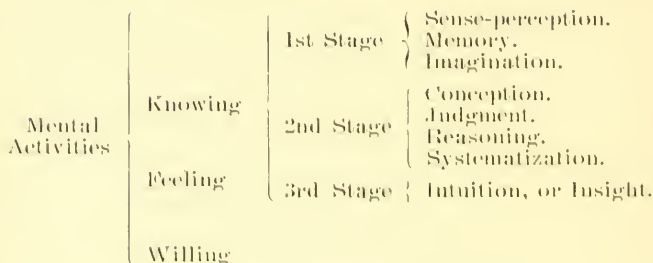 Sense-perception.
1st Stage Memory.
Imagination.
Knowing
Conception.
Judgment.
2nd Stage
Reasoning.
Systematization.
Mental
Activities
Feeling
3rd Stage Intuition, or Insight.
Willing